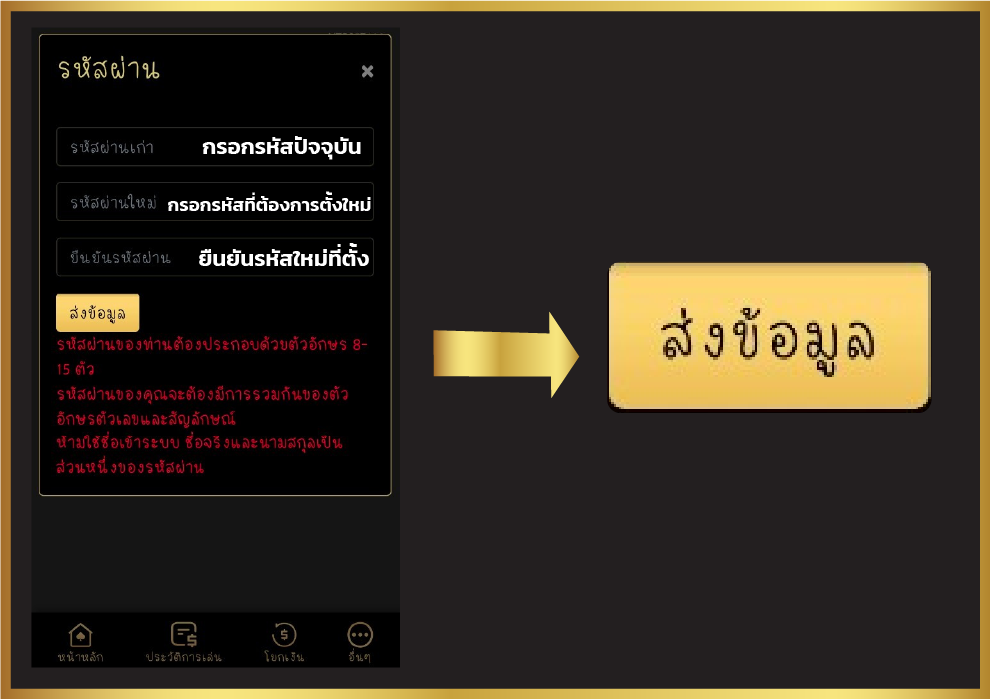 รหัสผ่าน ×
รหัสผ่านเก่า กรอกรหัสปัจจุบัน
รหัสผ่านใหม่ กรอกรหัสที่ต้องการตั้งใหม่
ยืนยันรหัสผ่าน ยืนยันรหัสใหม่ที่ตั้ง
ส่งข้อมูล
รหัสผ่านของท่านต้องประกอบด้วยตัวอักษร 8-
15 ตัว
รหัสผ่านของคุณจะต้องมีการรวมกันของตัว
อักษรตัวเลขและสัญลักษณ์
ห้ามใช้ชื่อเข้าระบบ ชื่อจริงและนามสกุลเป็น
ส่วนหนึ่งของรหัสผ่าน
ส่งข้อมูล
หน้าหลัก ประวัติการเล่น โยกเงิน อื่นๆ